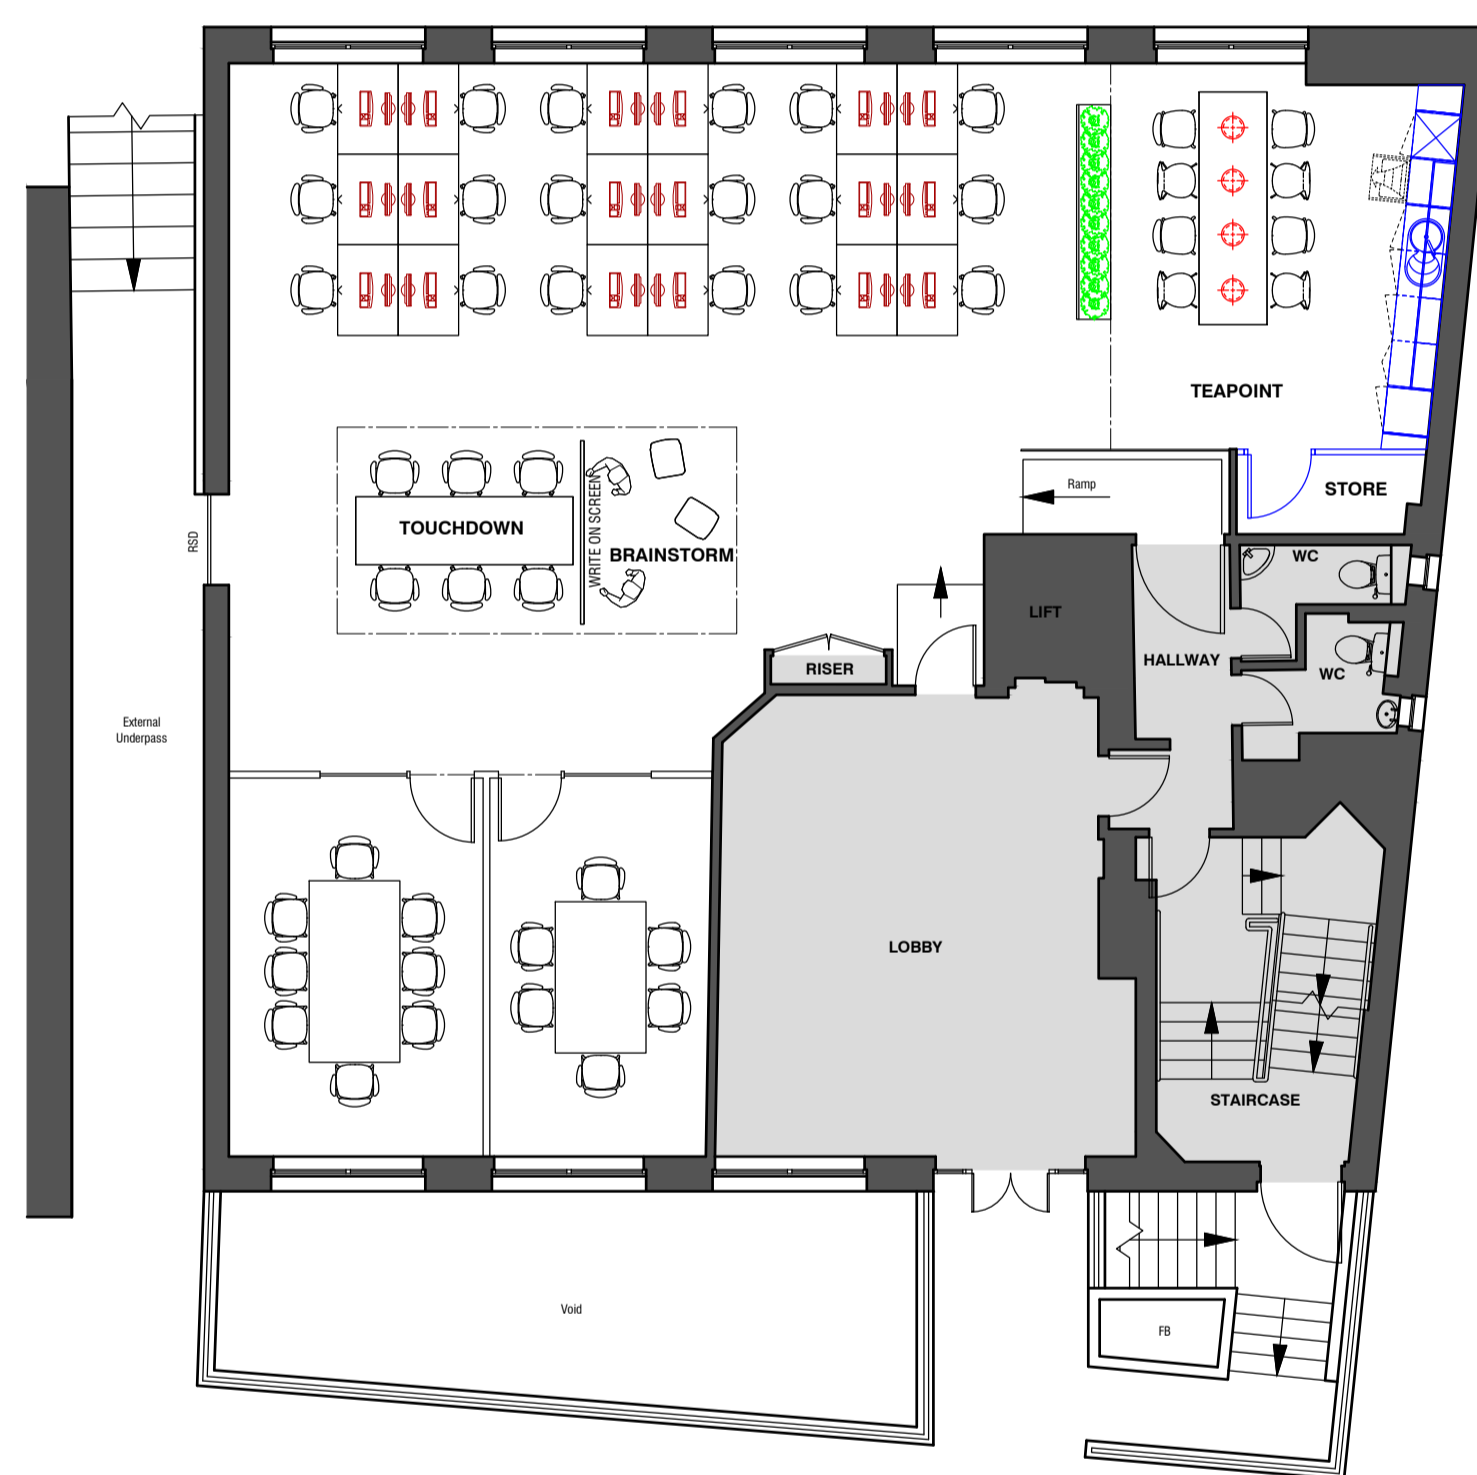 TEAPOINT
STORE
Ramp
TOUCHDOWN
WRITE ON SCREEN
BRAINSTORM
RSD
WC
LIFT
HALLWAY
RISER
WC
External
Underpass
LOBBY
STAIRCASE
Void
FB